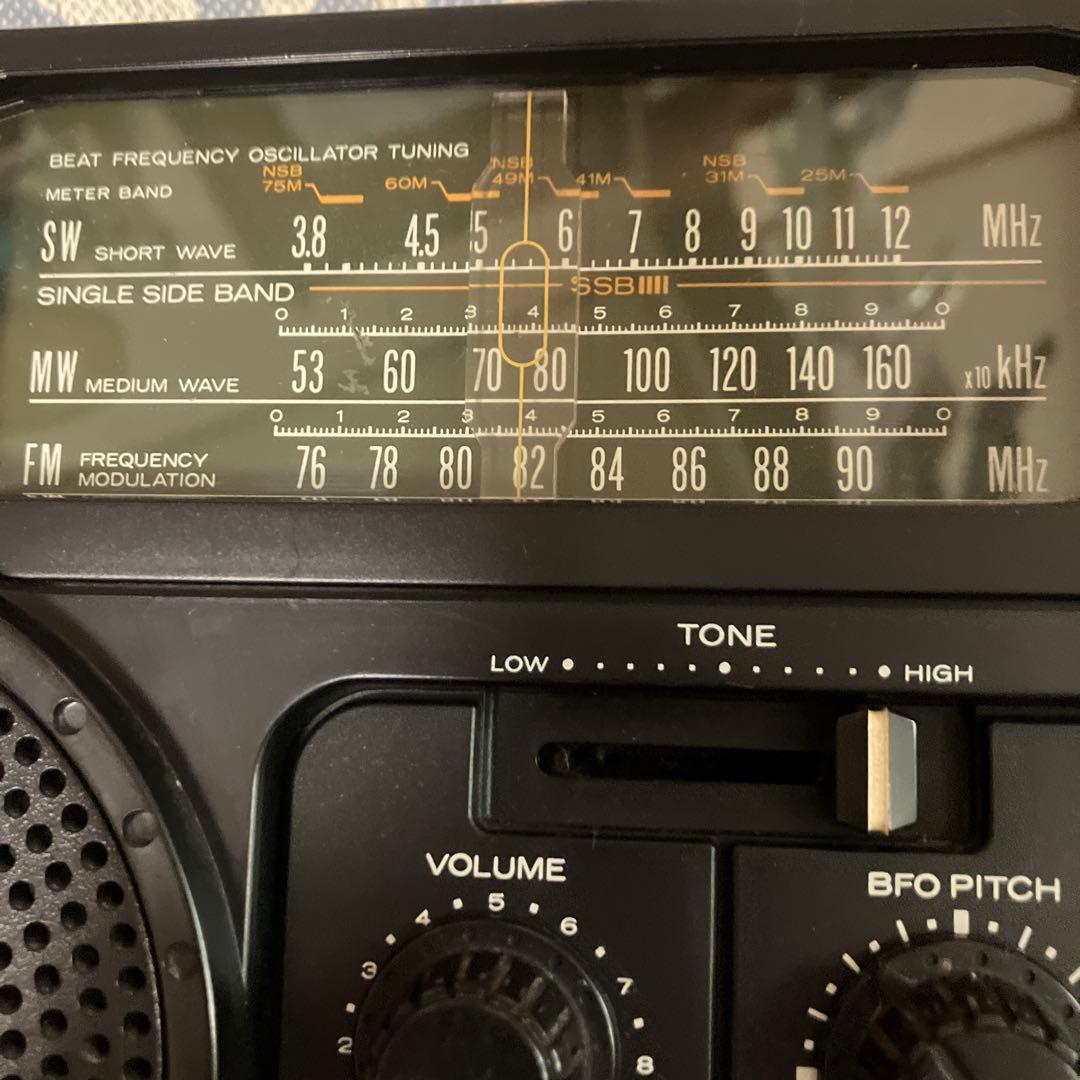 BEAT FREQUENCY OSCILLATOR TUNING
METER BAND NSB 75M 60M NSB 49M 41M NSB 31M 25M
SW SHORT WAVE 3.8 4.5 5 6 7 8 9 10 11 12 MHz
SINGLE SIDE BAND SSB
0 1 2 3 4 5 6 7 8 9 0
MW MEDIUM WAVE 53 60 70 80 100 120 140 160 x10 kHz
0 1 2 3 4 5 6 7 8 9 0
FM FREQUENCY MODULATION 76 78 80 82 84 86 88 90 MHz
TONE
LOW HIGH
VOLUME
2 3 4 5 6 7 8
BFO PITCH